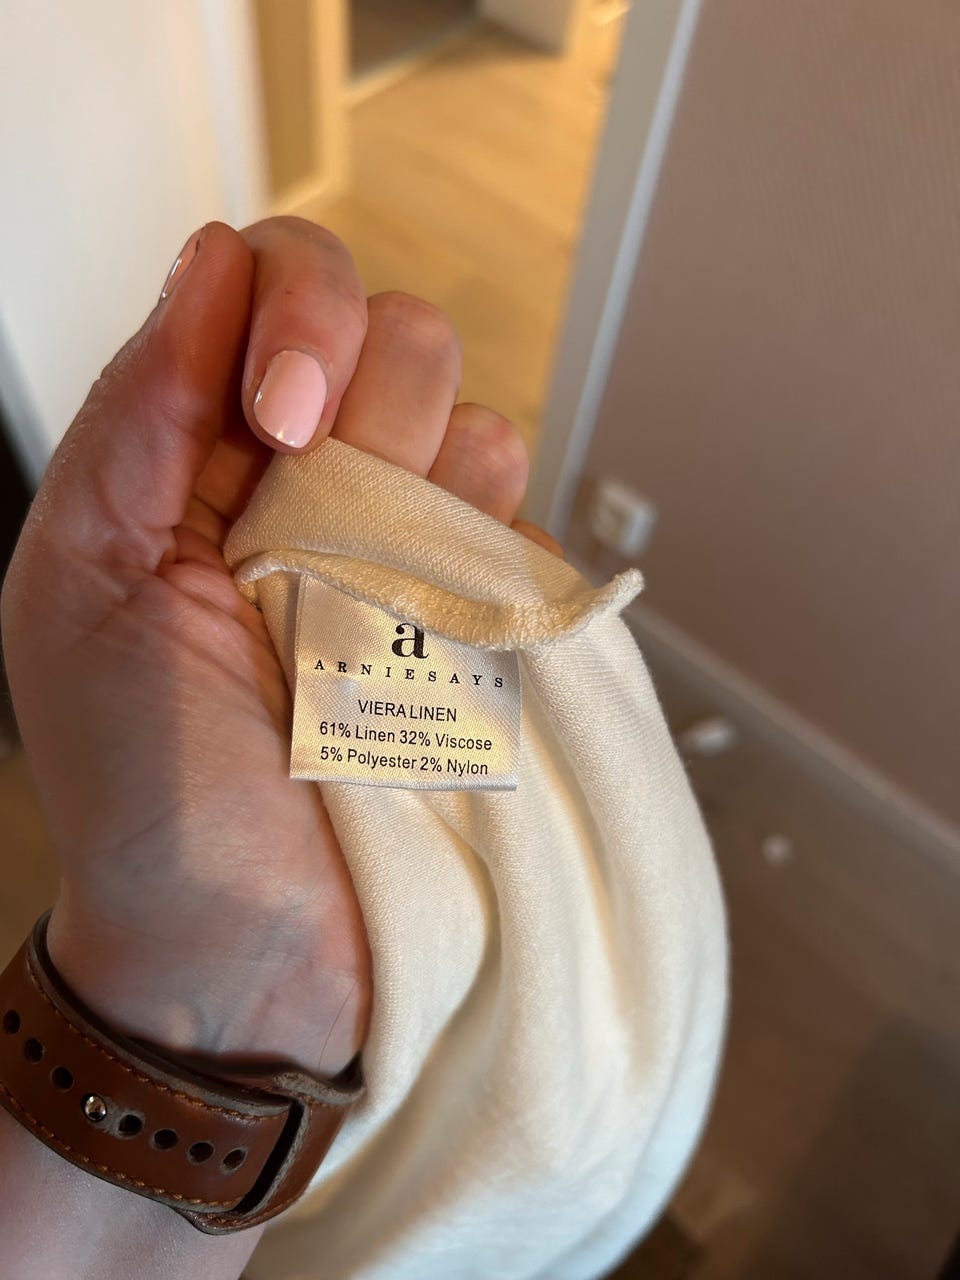 a
ARNIESAYS
VIERA LINEN
61% Linen 32% Viscose
5% Polyester 2% Nylon